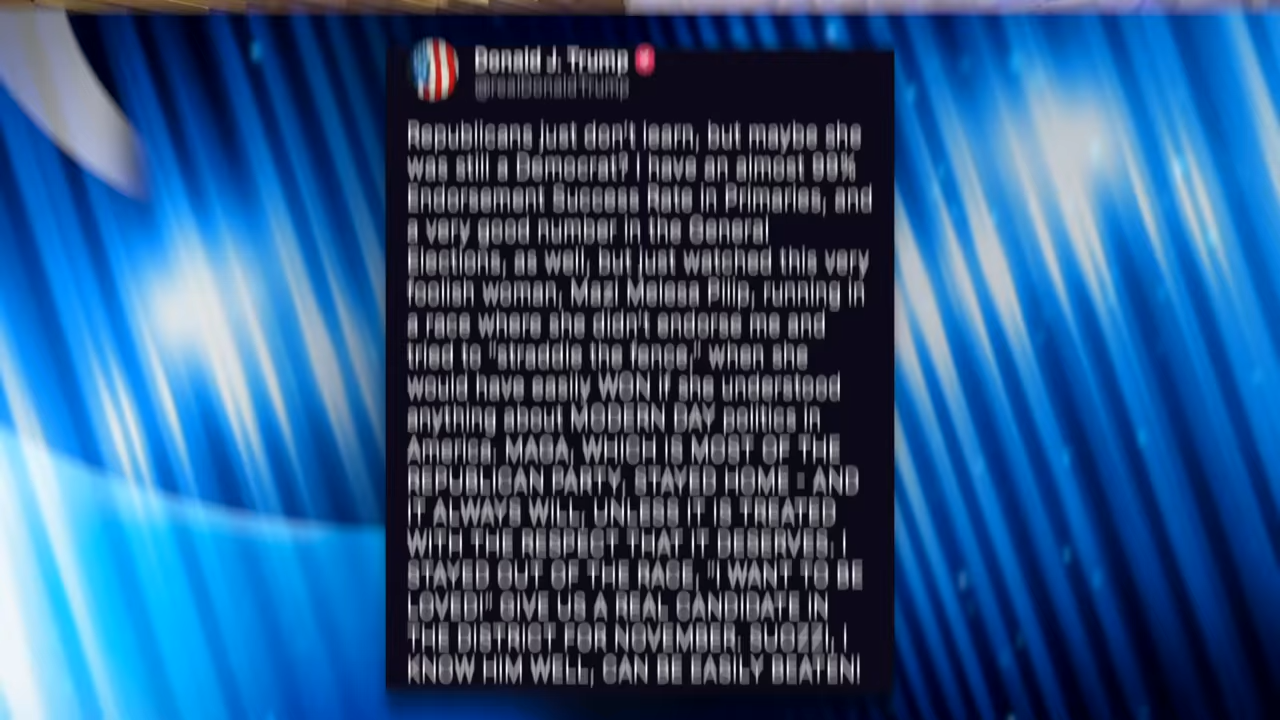 Donald J. Trump
@realDonaldTrump
Republicans just don't learn, but maybe she
was still a Democrat? I have an almost 99%
Endorsement Success Rate in Primaries, and
a very good number in the General
Elections, as well, but just watched this very
foolish woman, Mazi Melesa Pilip, running in
a race where she didn't endorse me and
tried to "straddle the fence," when she
would have easily WON if she understood
anything about MODERN DAY politics in
America. MAGA, WHICH IS MOST OF THE
REPUBLICAN PARTY, STAYED HOME - AND
IT ALWAYS WILL, UNLESS IT IS TREATED
WITH THE RESPECT THAT IT DESERVES. I
STAYED OUT OF THE RACE, "I WANT TO BE
LOVED!" GIVE US A REAL CANDIDATE IN
THE DISTRICT FOR NOVEMBER. SUOZZI, I
KNOW HIM WELL, CAN BE EASILY BEATEN!